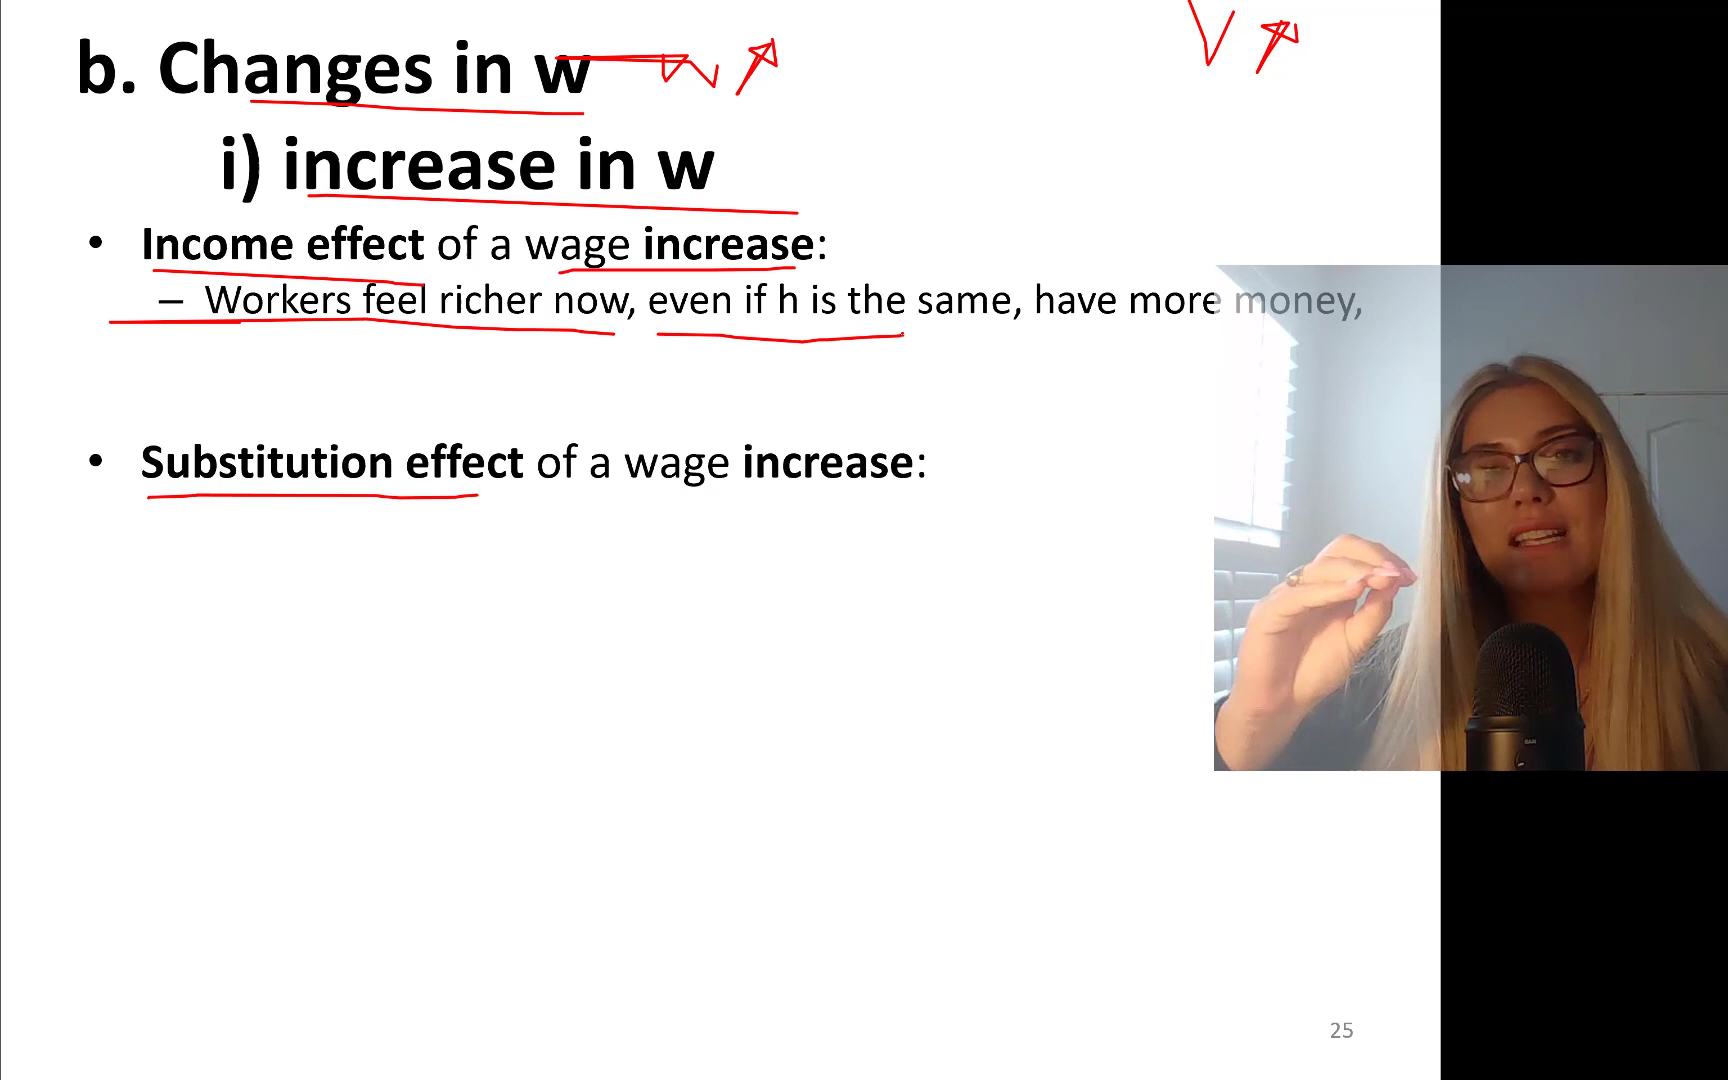 b. Changes in w
i) increase in w
• Income effect of a wage increase:
– Workers feel richer now, even if h is the same, have more money,
• Substitution effect of a wage increase:
25